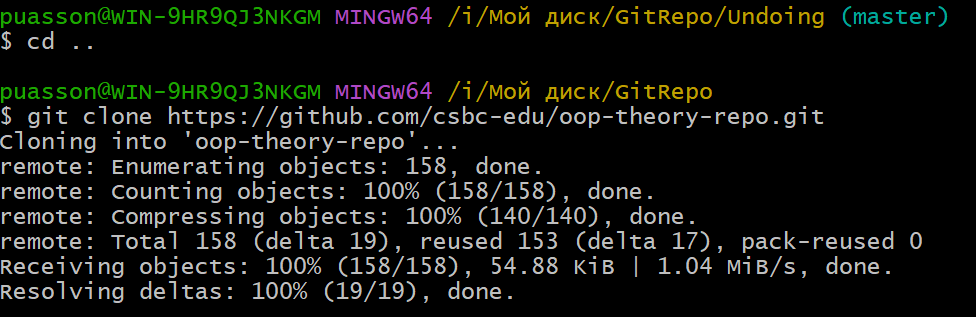 puasson@WIN-9HR9QJ3NKGM MINGW64 /i/Мой диск/GitRepo/Undoing (master)
$ cd ..
puasson@WIN-9HR9QJ3NKGM MINGW64 /i/Мой диск/GitRepo
$ git clone https://github.com/csbc-edu/oop-theory-repo.git
Cloning into 'oop-theory-repo'...
remote: Enumerating objects: 158, done.
remote: Counting objects: 100% (158/158), done.
remote: Compressing objects: 100% (140/140), done.
remote: Total 158 (delta 19), reused 153 (delta 17), pack-reused 0
Receiving objects: 100% (158/158), 54.88 KiB | 1.04 MiB/s, done.
Resolving deltas: 100% (19/19), done.